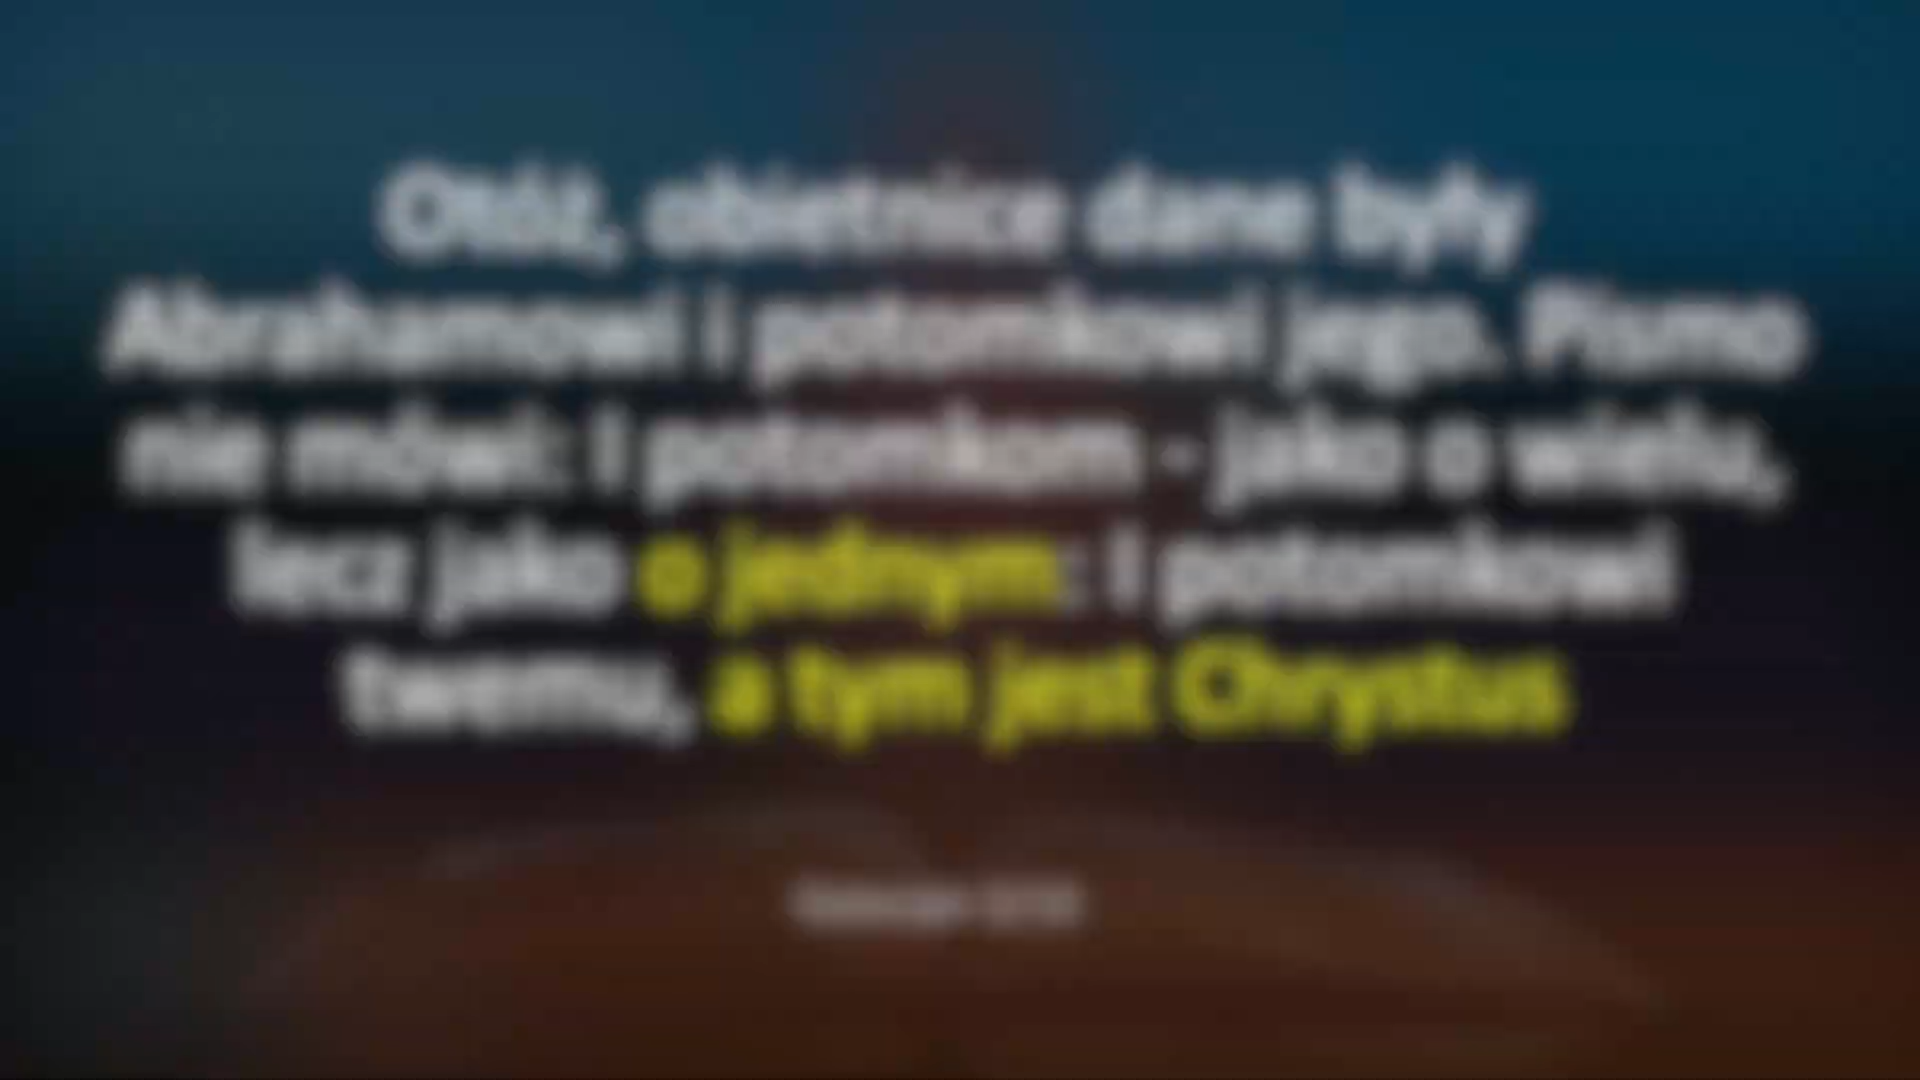 Otóż, obietnice dane były
Abrahamowi i potomkowi jego. Pismo
nie mówi: I potomkom - jako o wielu,
lecz jako o jednym: I potomkowi
twemu, a tym jest Chrystus